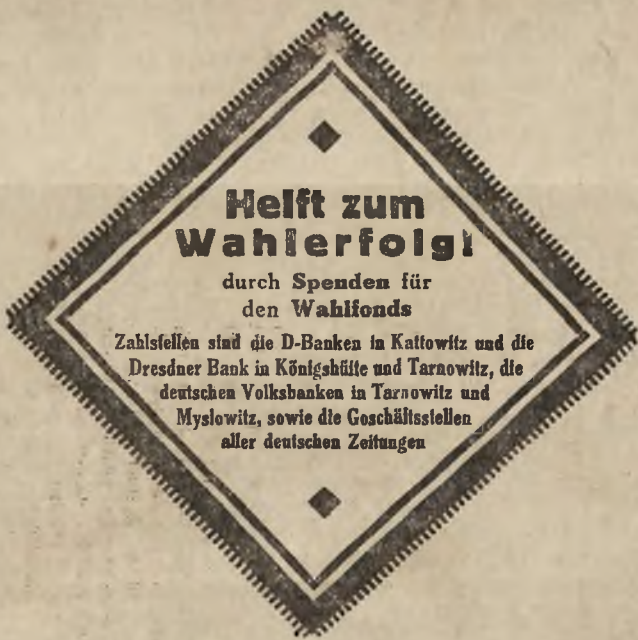 Helft zum
Wahlerfolg!
durch Spenden für
den Wahlfonds
Zahlstellen sind die D-Banken in Kattowitz und die
Dresdner Bank in Königshütte und Tarnowitz, die
deutschen Volksbanken in Tarnowitz und
Myslowitz, sowie die Goschäftsstellen
aller deutschen Zeitungen